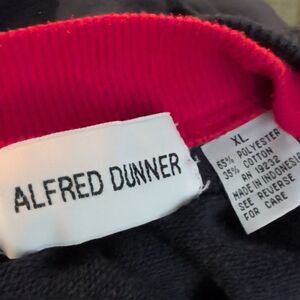 ALFRED DUNNER
XL
65% POLYESTER
35% COTTON
RN 19232
MADE IN INDONESIA
SEE REVERSE
FOR CARE